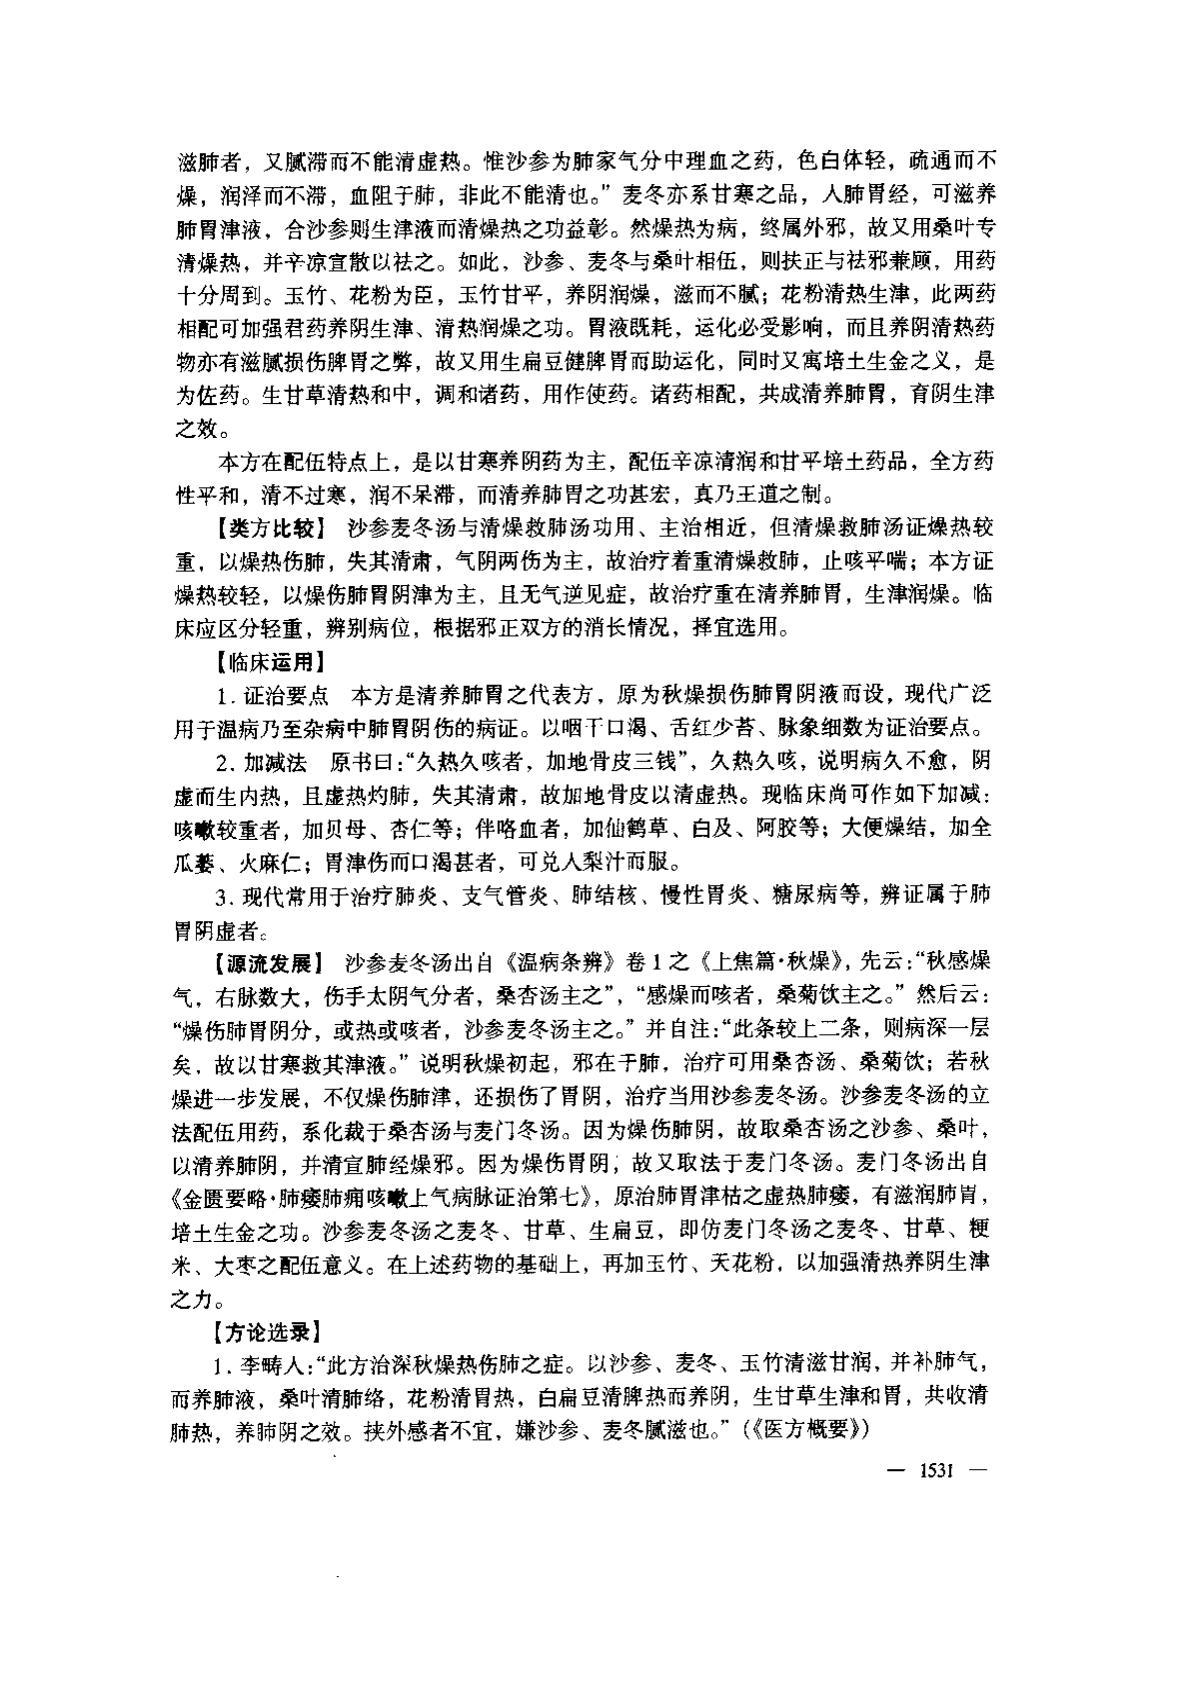 滋肺者，又腻滞而不能清虚热。惟沙参为肺家气分中理血之药，色白体轻，疏通而不
燥，润泽而不滞，血阻于肺，非此不能清也。”麦冬亦系甘寒之品，人肺胃经，可滋养
肺胃津液，合沙参则生津液而清燥热之功益彰。然燥热为病，终属外邪，故又用桑叶专
清燥热，并辛凉宣散以祛之。如此，沙参、麦冬与桑叶相伍，则扶正与祛邪兼顾，用药
十分周到。玉竹、花粉为臣，玉竹甘平，养阴润燥，滋而不腻；花粉清热生津，此两药
相配可加强君药养阴生津、清热润燥之功。胃液既耗，运化必受影响，而且养阴清热药
物亦有滋腻损伤脾胃之弊，故又用生扁豆健脾胃而助运化，同时又寓培土生金之义，是
为佐药。生甘草清热和中，调和诸药，用作使药。诸药相配，共成清养肺胃，育阴生津
之效。
本方在配伍特点上，是以甘寒养阴药为主，配伍辛凉清润和甘平培土药品，全方药
性平和，清不过寒，润不呆滞，而清养肺胃之功甚宏，真乃王道之制。
【类方比较】 沙参麦冬汤与清燥救肺汤功用、主治相近，但清燥救肺汤证燥热较
重，以燥热伤肺，失其清肃，气阴两伤为主，故治疗着重清燥救肺，止咳平喘；本方证
燥热较轻，以燥伤肺胃阴津为主，且无气逆见症，故治疗重在清养肺胃，生津润燥。临
床应区分轻重，辨别病位，根据邪正双方的消长情况，择宜选用。
【临床运用】
1. 证治要点 本方是清养肺胃之代表方，原为秋燥损伤肺胃阴液而设，现代广泛
用于温病乃至杂病中肺胃阴伤的病证。以咽干口渴、舌红少苔、脉象细数为证治要点。
2. 加减法 原书曰：“久热久咳者，加地骨皮三钱”，久热久咳，说明病久不愈，阴
虚而生内热，且虚热灼肺，失其清肃，故加地骨皮以清虚热。现临床尚可作如下加减：
咳嗽较重者，加贝母、杏仁等；伴咯血者，加仙鹤草、白及、阿胶等；大便燥结，加全
瓜蒌、火麻仁；胃津伤而口渴甚者，可兑人梨汁而服。
3. 现代常用于治疗肺炎、支气管炎、肺结核、慢性胃炎、糖尿病等，辨证属于肺
胃阴虚者。
【源流发展】 沙参麦冬汤出自《温病条辨》卷1之《上焦篇·秋燥》，先云：“秋感燥
气，右脉数大，伤手太阴气分者，桑杏汤主之”，“感燥而咳者，桑菊饮主之。”然后云：
“燥伤肺胃阴分，或热或咳者，沙参麦冬汤主之。”并自注：“此条较上二条，则病深一层
矣，故以甘寒救其津液。”说明秋燥初起，邪在于肺，治疗可用桑杏汤、桑菊饮；若秋
燥进一步发展，不仅燥伤肺津，还损伤了胃阴，治疗当用沙参麦冬汤。沙参麦冬汤的立
法配伍用药，系化裁于桑杏汤与麦门冬汤。因为燥伤肺阴，故取桑杏汤之沙参、桑叶，
以清养肺阴，并清宣肺经燥邪。因为燥伤胃阴，故又取法于麦门冬汤。麦门冬汤出自
《金匮要略·肺痿肺痈咳嗽上气病脉证治第七》，原治肺胃津枯之虚热肺痿，有滋润肺胃，
培土生金之功。沙参麦冬汤之麦冬、甘草、生扁豆，即仿麦门冬汤之麦冬、甘草、粳
米、大枣之配伍意义。在上述药物的基础上，再加玉竹、天花粉，以加强清热养阴生津
之力。
【方论选录】
1. 李畴人：“此方治深秋燥热伤肺之症。以沙参、麦冬、玉竹清滋甘润，并补肺气，
而养肺液，桑叶清肺络，花粉清胃热，白扁豆清脾热而养阴，生甘草生津和胃，共收清
肺热，养肺阴之效。挟外感者不宜，嫌沙参、麦冬腻滋也。”（《医方概要》）
— 1531 —